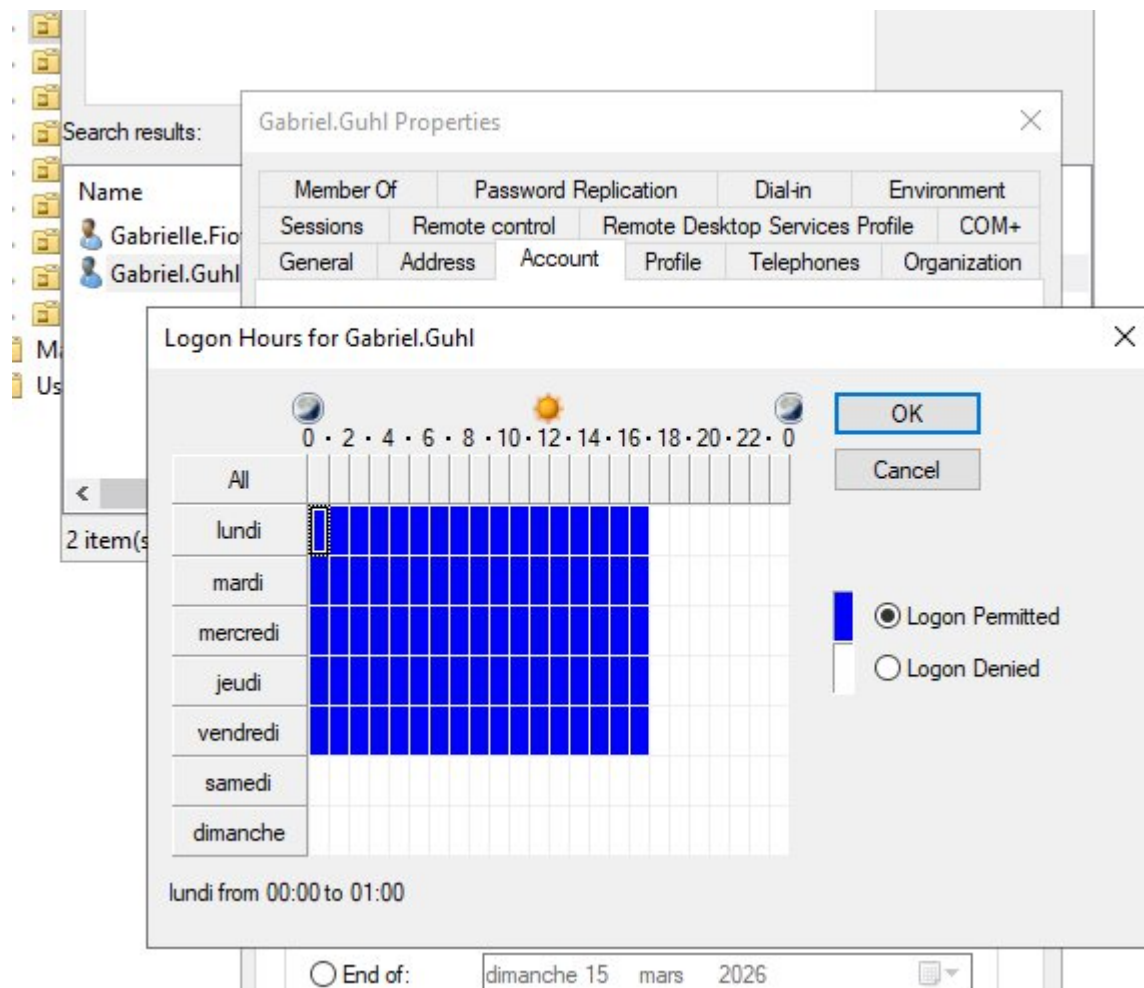 Search results:
Gabriel.Guhl Properties
Name
Member Of Password Replication Dial-in Environment
Gabrielle.Fio
Sessions Remote control Remote Desktop Services Profile COM+
Gabriel.Guhl
General Address Account Profile Telephones Organization
Logon Hours for Gabriel.Guhl
Ma
Us
0 · 2 · 4 · 6 · 8 · 10 · 12 · 14 · 16 · 18 · 20 · 22 · 0
OK
All
Cancel
2 item(s
lundi
mardi
mercredi
Logon Permitted
jeudi
Logon Denied
vendredi
samedi
dimanche
lundi from 00:00 to 01:00
End of: dimanche 15 mars 2026